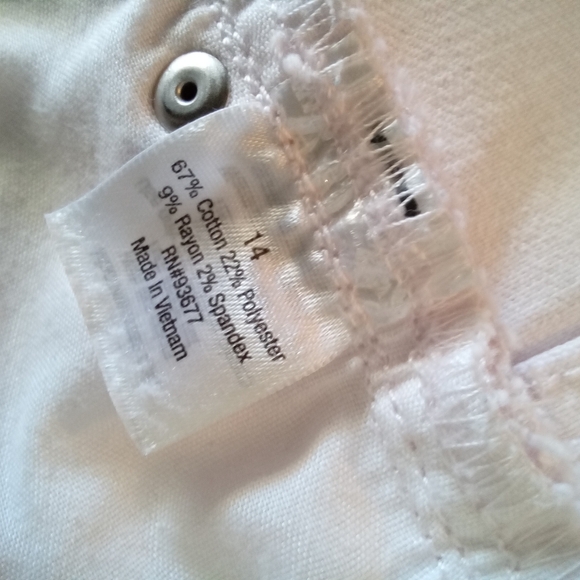 14
67% Cotton 22% Polyester
9% Rayon 2% Spandex
RN#93677
Made In Vietnam